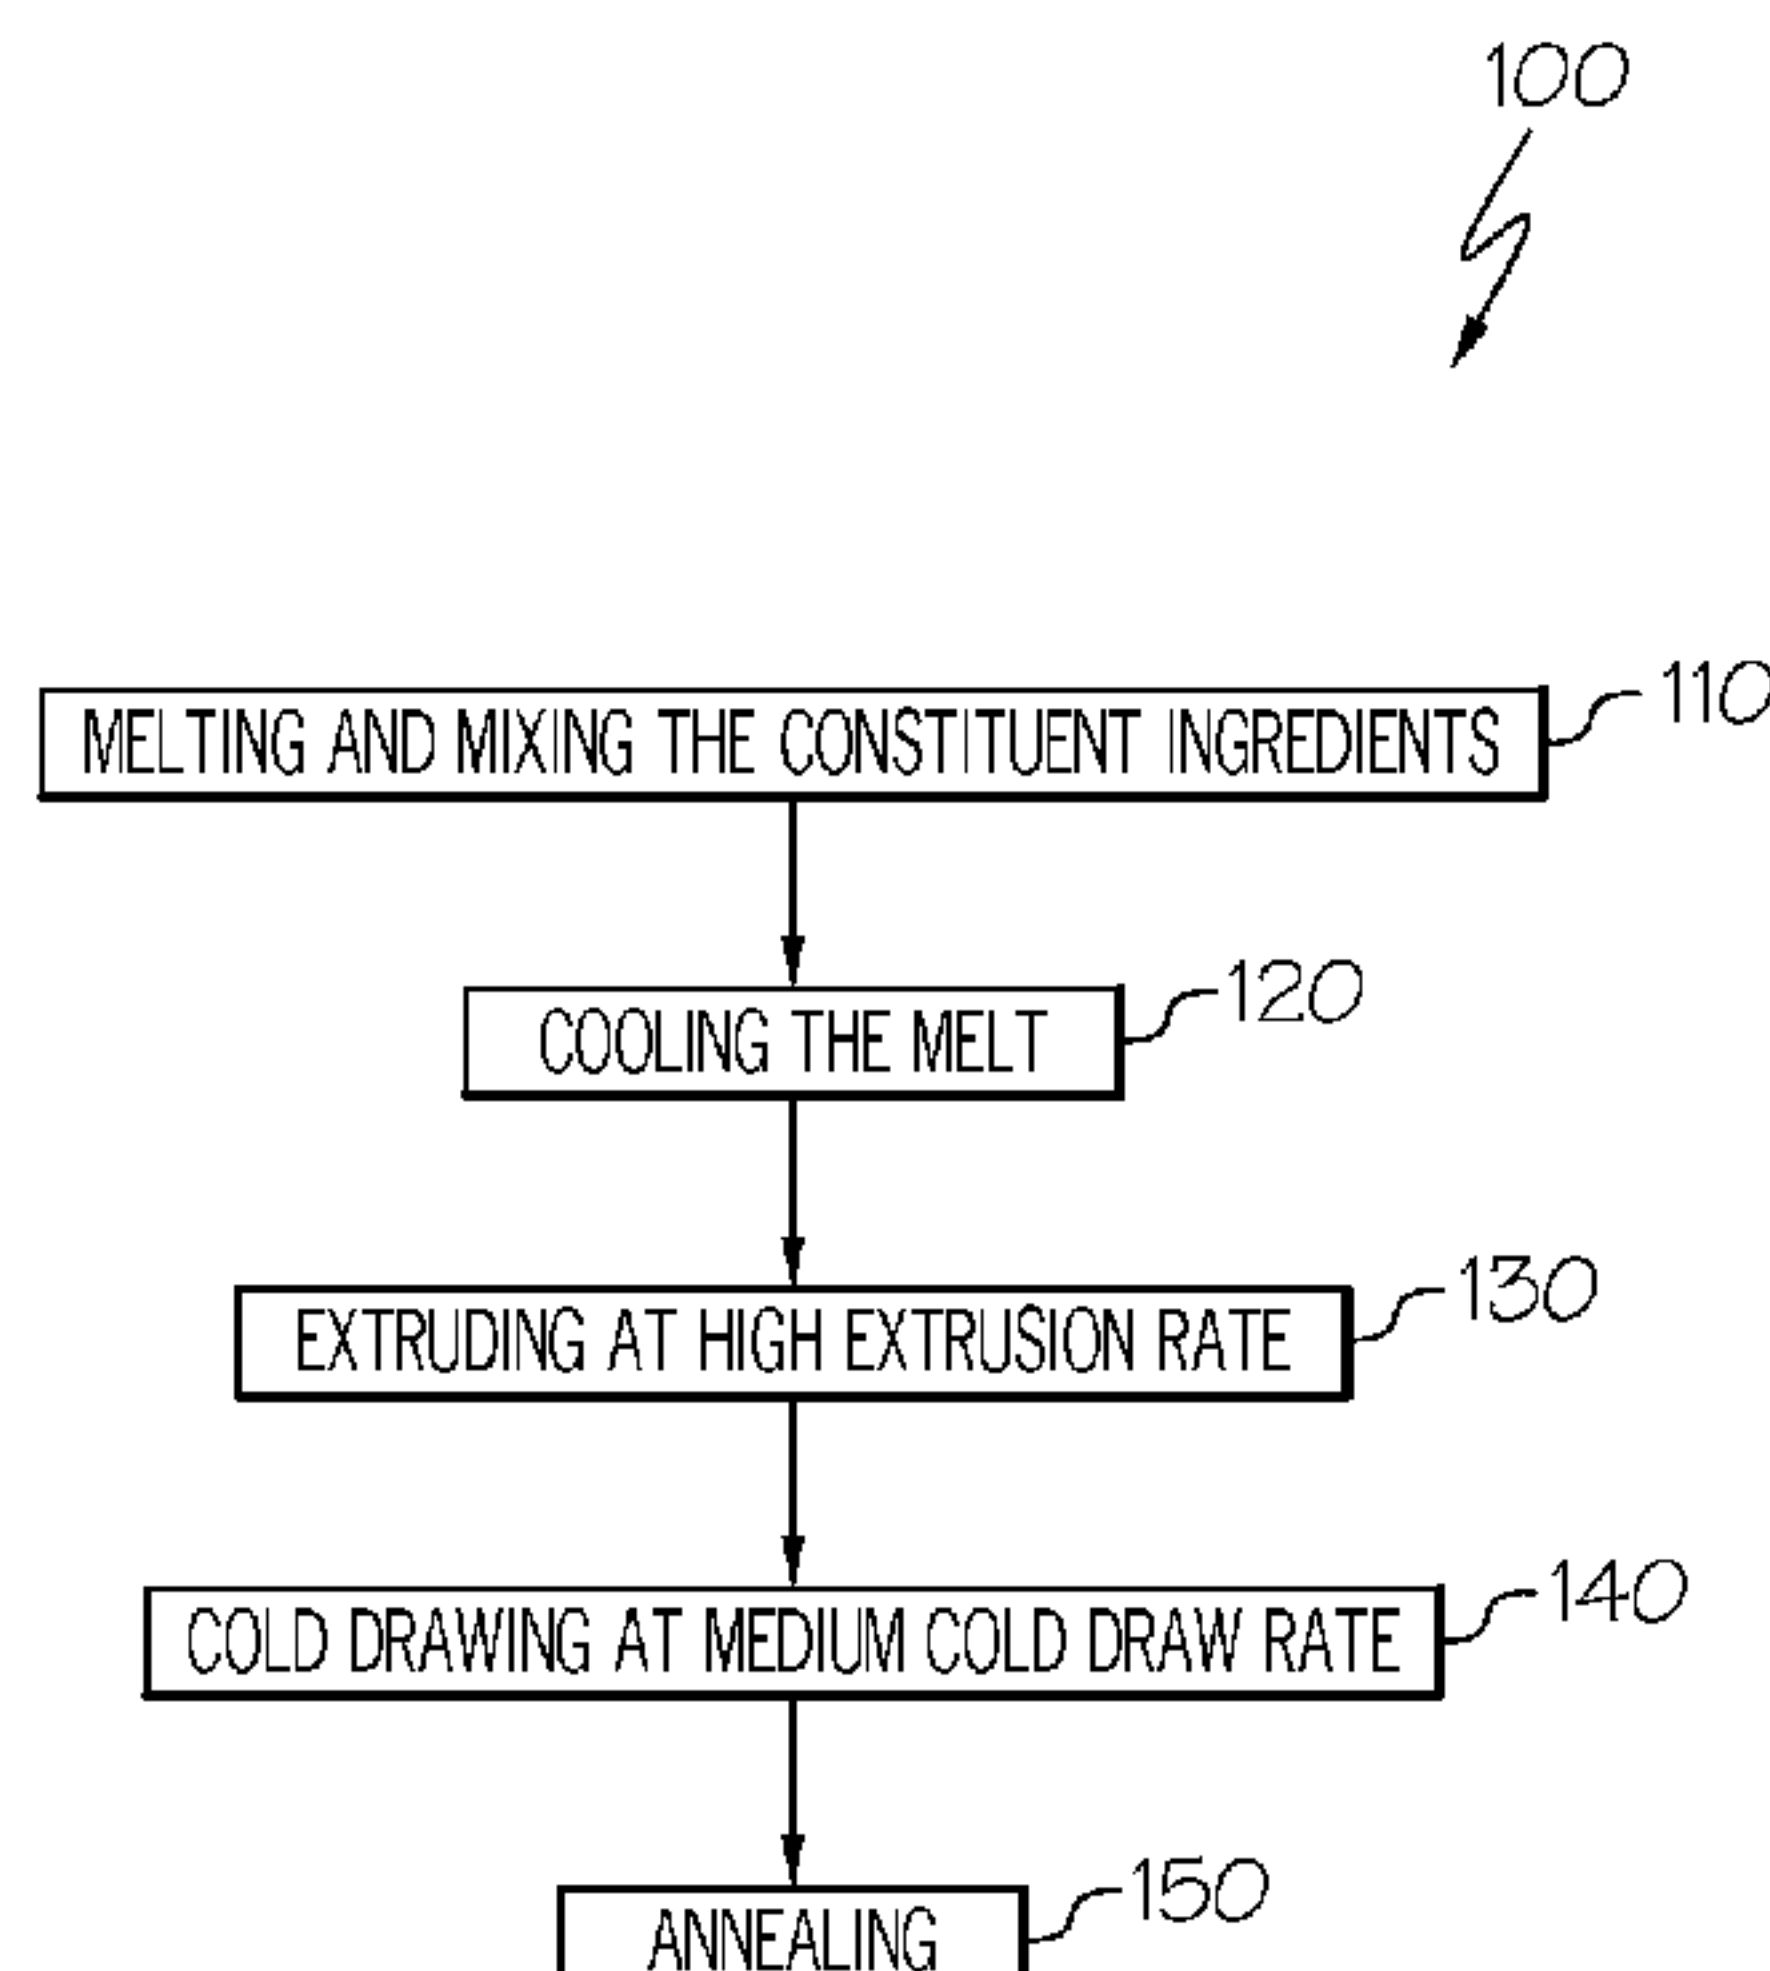 100
MELTING AND MIXING THE CONSTITUENT INGREDIENTS 110
COOLING THE MELT 120
EXTRUDING AT HIGH EXTRUSION RATE 130
COLD DRAWING AT MEDIUM COLD DRAW RATE 140
ANNEALING 150